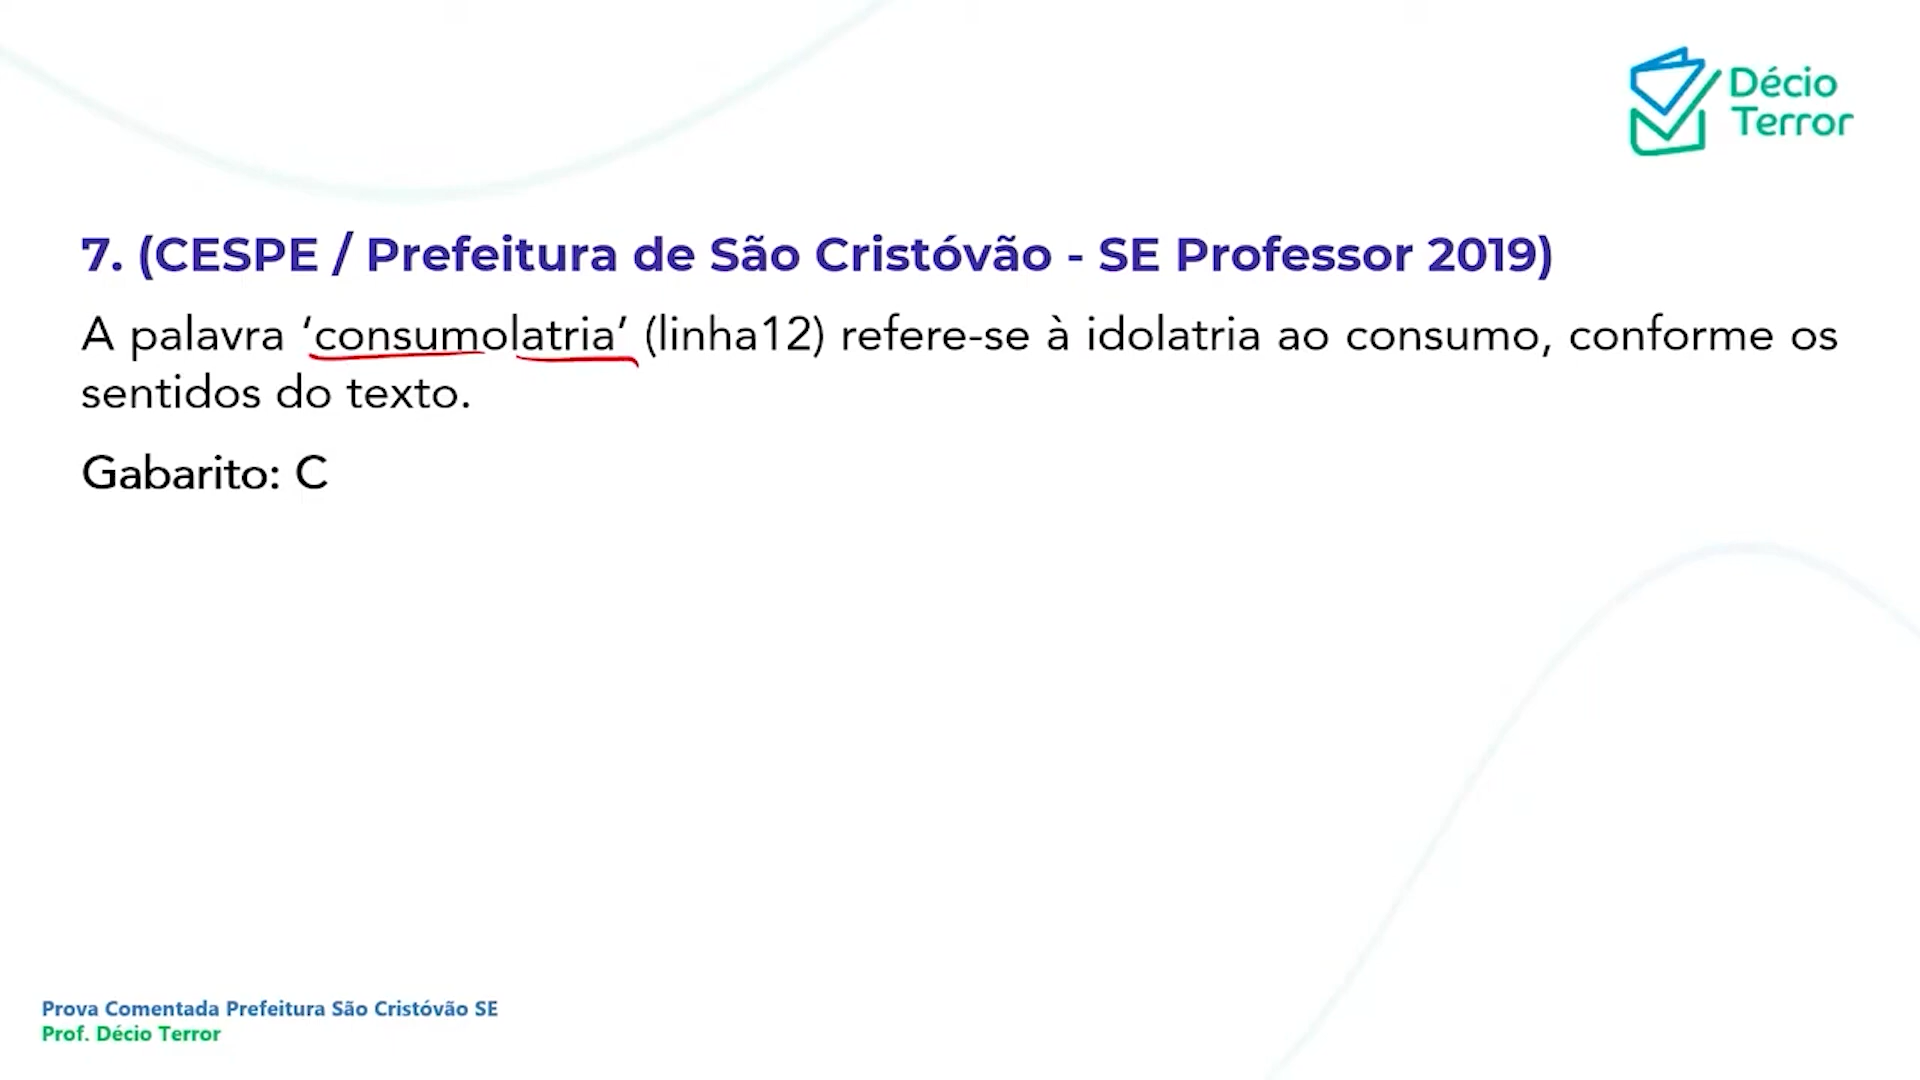 Décio
Terror
7. (CESPE / Prefeitura de São Cristóvão - SE Professor 2019)
A palavra ‘consumolatria’ (linha12) refere-se à idolatria ao consumo, conforme os
sentidos do texto.
Gabarito: C
Prova Comentada Prefeitura São Cristóvão SE
Prof. Décio Terror